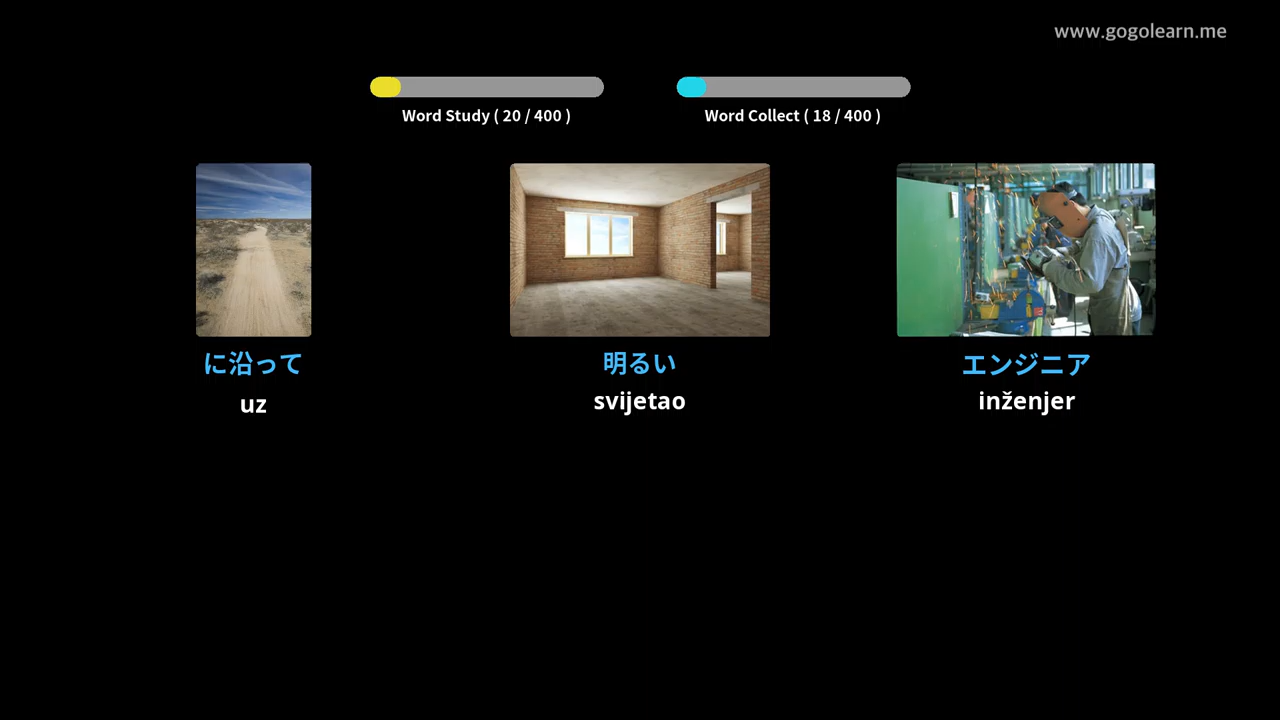 www.gogolearn.me
Word Study ( 20 / 400 )
Word Collect ( 18 / 400 )
に沿って
uz
明るい
svijetao
エンジニア
inženjer